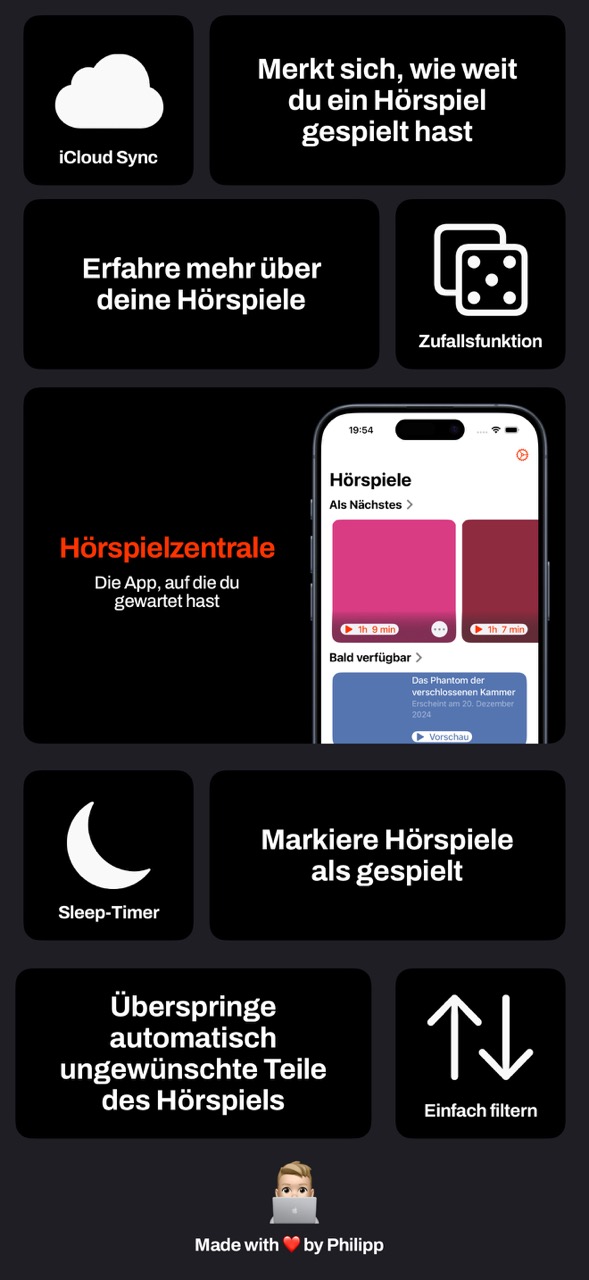 iCloud Sync
Merkt sich, wie weit
du ein Hörspiel
gespielt hast
Erfahre mehr über
deine Hörspiele
Zufallsfunktion
Hörspielzentrale
Die App, auf die du
gewartet hast
19:54
Hörspiele
Als Nächstes
1h 9 min
1h 7 min
Bald verfügbar
Das Phantom der
verschlossenen Kammer
Erscheint am 20. Dezember
2024
Vorschau
Sleep-Timer
Markiere Hörspiele
als gespielt
Überspringe
automatisch
ungewünschte Teile
des Hörspiels
Einfach filtern
Made with ❤️ by Philipp